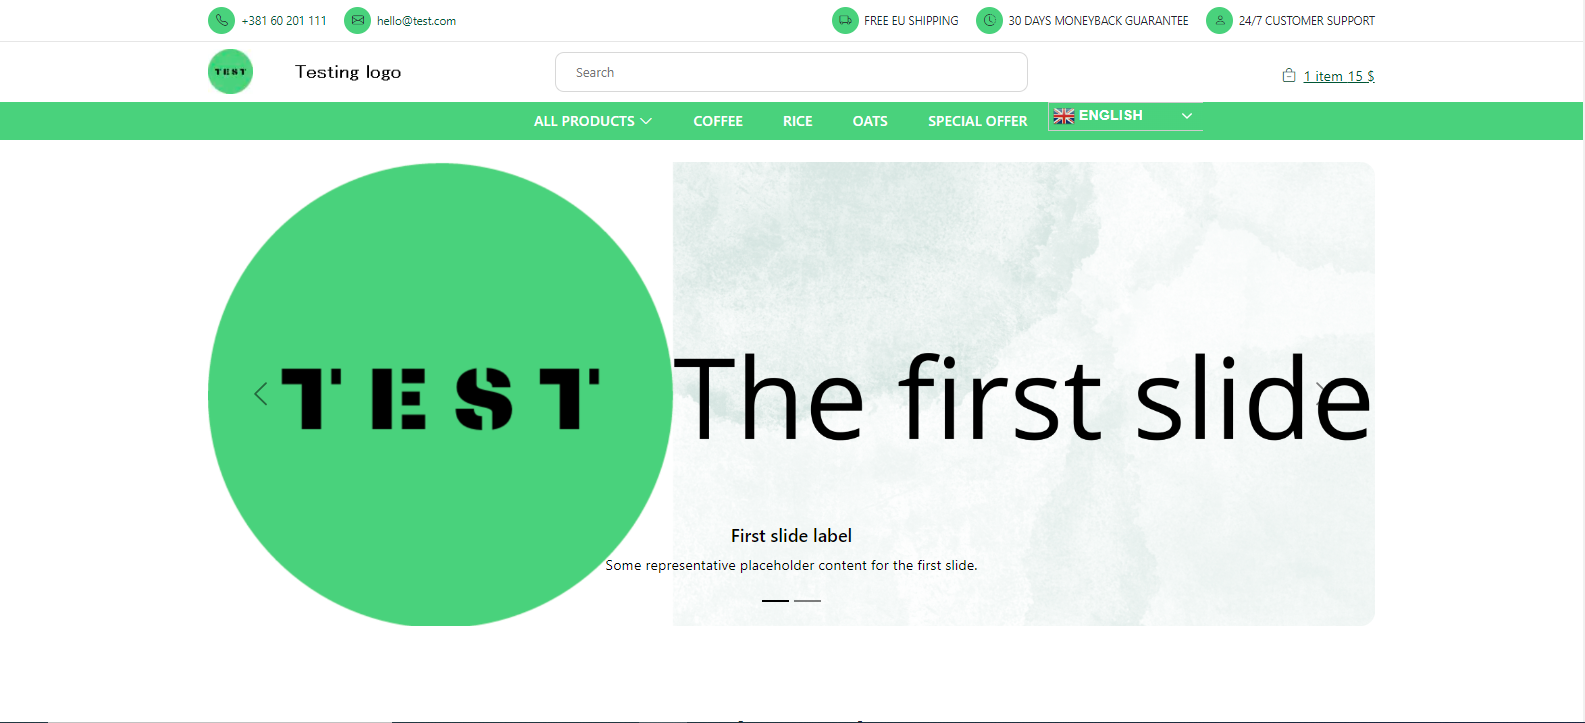 +381 60 201 111 hello@test.com FREE EU SHIPPING 30 DAYS MONEYBACK GUARANTEE 24/7 CUSTOMER SUPPORT
TEST Testing logo Search 1 item 15 $
ALL PRODUCTS COFFEE RICE OATS SPECIAL OFFER ENGLISH
TEST The first slide
First slide label
Some representative placeholder content for the first slide.